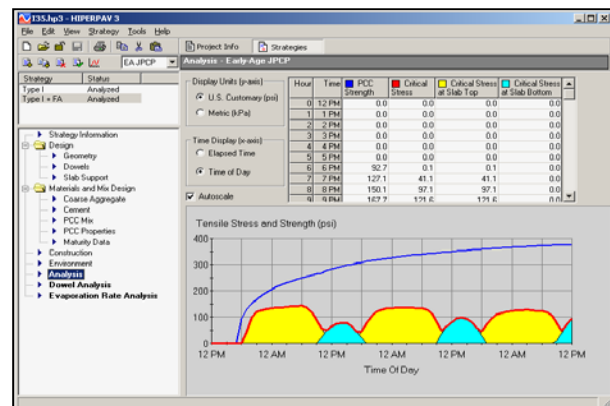 I35.hp3 - HIPERPAV 3
File Edit View Strategy Tools Help
Project Info Strategies
EA JPCP
Analysis - Early-Age JPCP
Strategy Status
Type I Analyzed
Type I + FA Analyzed
Strategy Information
Design
Geometry
Dowels
Slab Support
Materials and Mix Design
Coarse Aggregate
Cement
PCC Mix
PCC Properties
Maturity Data
Construction
Environment
Analysis
Dowel Analysis
Evaporation Rate Analysis
Display Units (y-axis)
U.S. Customary (psi)
Metric (kPa)
Time Display (x-axis)
Elapsed Time
Time of Day
Autoscale
Hour Time PCC Strength Critical Stress Critical Stress at Slab Top Critical Stress at Slab Bottom
0 12 PM 0.0 0.0 0.0 0.0
1 1 PM 0.0 0.0 0.0 0.0
2 2 PM 0.0 0.0 0.0 0.0
3 3 PM 0.0 0.0 0.0 0.0
4 4 PM 0.0 0.0 0.0 0.0
5 5 PM 0.0 0.0 0.0 0.0
6 6 PM 92.7 0.1 0.1 0.0
7 7 PM 127.1 41.1 41.1 0.0
8 8 PM 150.1 97.1 97.1 0.0
9 9 PM 167.7 121.6 121.6 0.0
Tensile Stress and Strength (psi)
400
300
200
100
0
12 PM 12 AM 12 PM 12 AM 12 PM 12 AM 12 PM
Time Of Day